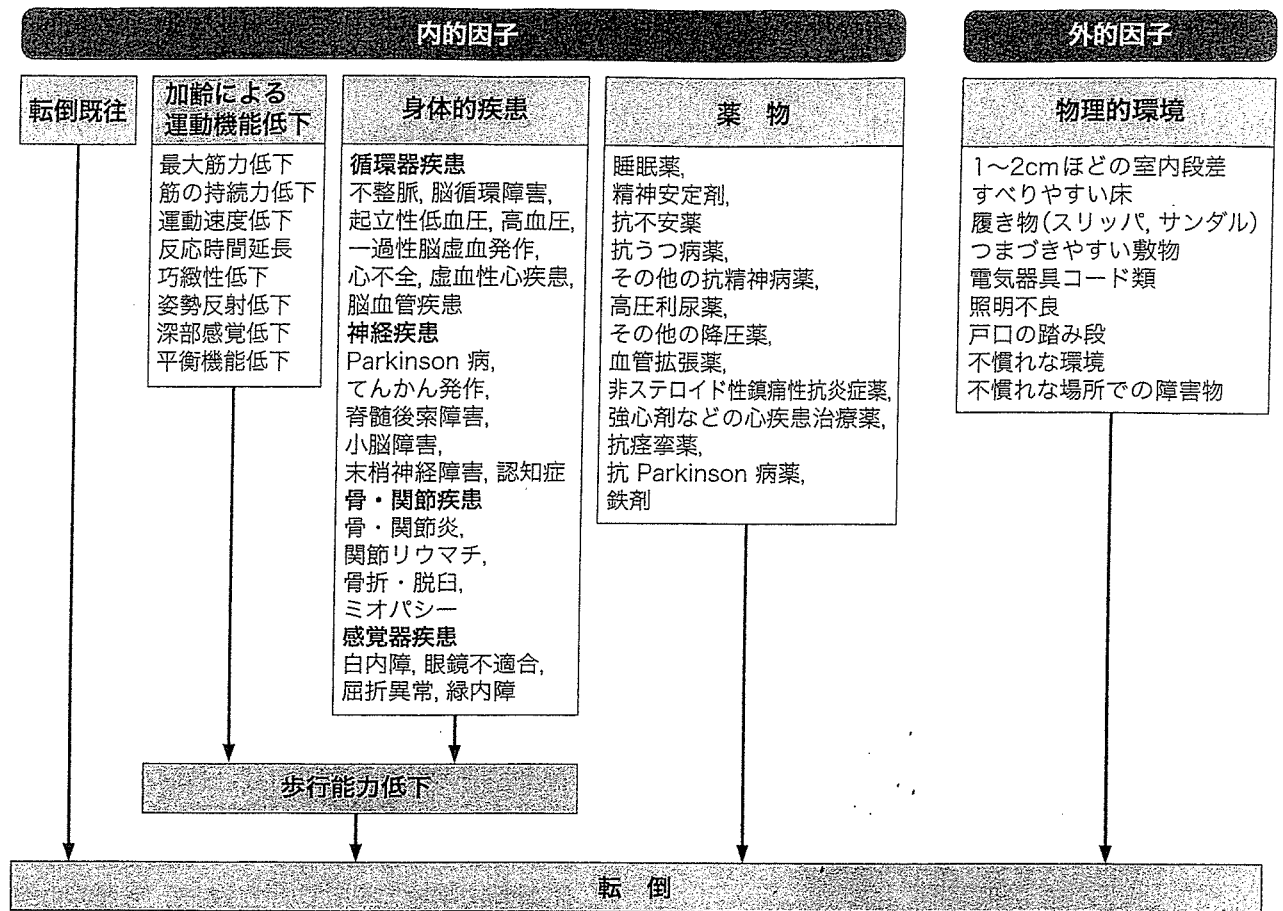 内的因子
外的因子
転倒既往
加齢による
運動機能低下
最大筋力低下
筋の持続力低下
運動速度低下
反応時間延長
巧緻性低下
姿勢反射低下
深部感覚低下
平衡機能低下
身体的疾患
循環器疾患
不整脈, 脳循環障害,
起立性低血圧, 高血圧,
一過性脳虚血発作,
心不全, 虚血性心疾患,
脳血管疾患
神経疾患
Parkinson 病,
てんかん発作,
脊髄後索障害,
小脳障害,
末梢神経障害, 認知症
骨・関節疾患
骨・関節炎,
関節リウマチ,
骨折・脱臼,
ミオパシー
感覚器疾患
白内障, 眼鏡不適合,
屈折異常, 緑内障
薬 物
睡眠薬,
精神安定剤,
抗不安薬
抗うつ病薬,
その他の抗精神病薬,
高圧利尿薬,
その他の降圧薬,
血管拡張薬,
非ステロイド性鎮痛性抗炎症薬,
強心剤などの心疾患治療薬,
抗痙攣薬,
抗 Parkinson 病薬,
鉄剤
物理的環境
1〜2cmほどの室内段差
すべりやすい床
履き物(スリッパ, サンダル)
つまづきやすい敷物
電気器具コード類
照明不良
戸口の踏み段
不慣れな環境
不慣れな場所での障害物
歩行能力低下
転 倒